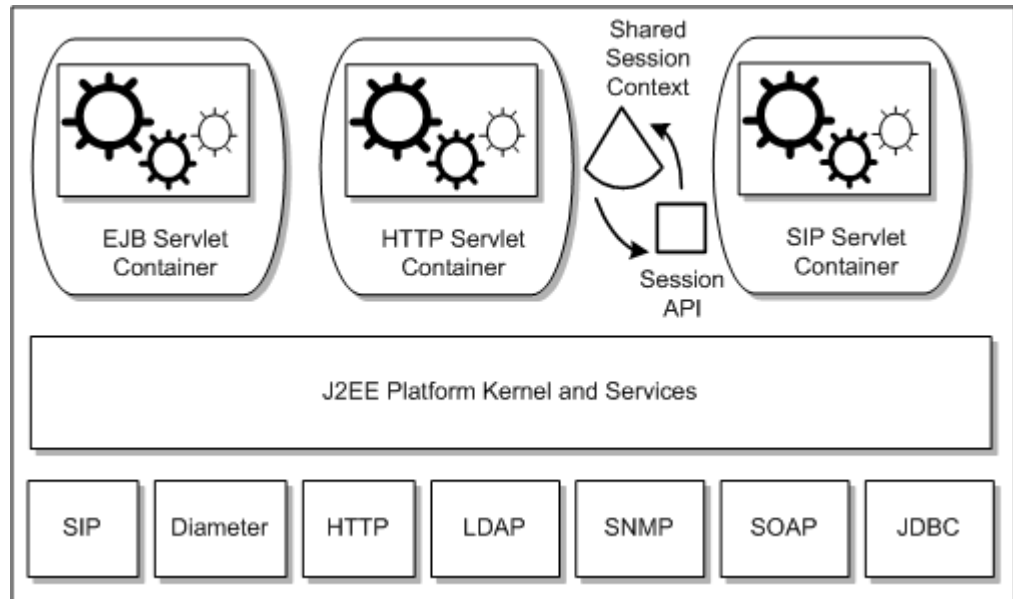 Shared
Session
Context
EJB Servlet
Container
HTTP Servlet
Container
SIP Servlet
Container
Session
API
J2EE Platform Kernel and Services
SIP
Diameter
HTTP
LDAP
SNMP
SOAP
JDBC